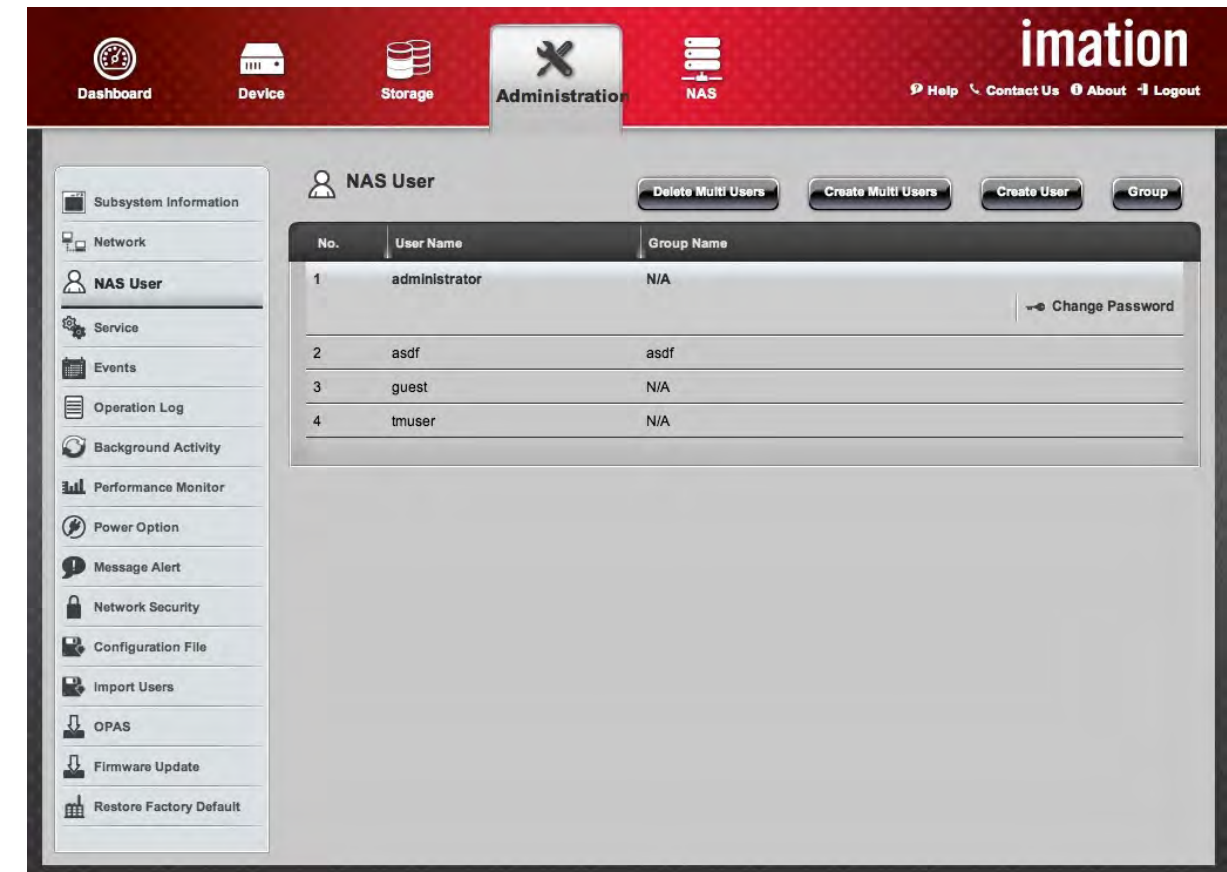 imation
Dashboard Device Storage Administration NAS
Help Contact Us About Logout
NAS User
Delete Multi Users Create Multi Users Create User Group
Subsystem Information
Network
NAS User
Service
Events
Operation Log
Background Activity
Performance Monitor
Power Option
Message Alert
Network Security
Configuration File
Import Users
OPAS
Firmware Update
Restore Factory Default
No. User Name Group Name
1 administrator N/A
Change Password
2 asdf asdf
3 guest N/A
4 tmuser N/A